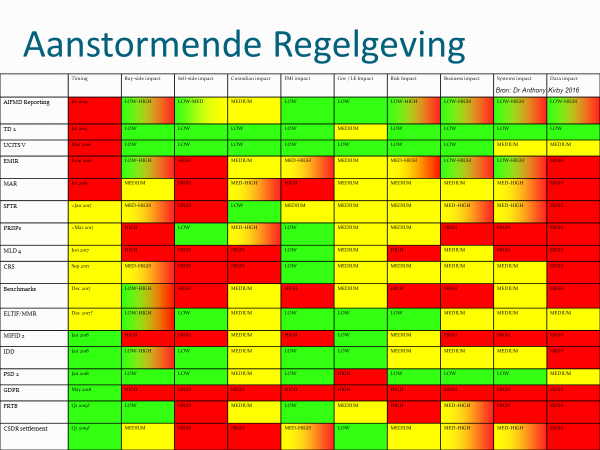 Aanstormende Regelgeving
Timing Buy-side impact Sell-side impact Custodian impact FMI impact Gov / LE Impact Risk Impact Business impact Systems impact Data impact
Bron: Dr Anthony Kirby 2016
AIFMD Reporting Jul 2014 LOW-HIGH LOW-MED MEDIUM LOW LOW LOW-HIGH LOW-HIGH LOW-HIGH LOW-HIGH
TD 2 LOW LOW LOW LOW MEDIUM LOW LOW LOW LOW
UCITS V LOW LOW LOW LOW LOW LOW LOW MEDIUM MEDIUM
EMIR LOW-HIGH HIGH MEDIUM MED-HIGH MEDIUM MED-HIGH LOW-HIGH LOW-HIGH HIGH
MAR Jul 2016 MEDIUM HIGH MED-HIGH HIGH MEDIUM MEDIUM MED-HIGH MED-HIGH HIGH
SFTR ~Jan 2017 MED-HIGH HIGH LOW MEDIUM MEDIUM MEDIUM MED-HIGH MED-HIGH HIGH
PRIIPs ~Mar 2017 HIGH LOW MED-HIGH LOW MEDIUM MEDIUM HIGH HIGH HIGH
MLD 4 Jun 2017 HIGH HIGH HIGH LOW MEDIUM HIGH MEDIUM HIGH HIGH
CRS Sep 2017 MED-HIGH HIGH HIGH LOW MEDIUM MEDIUM MEDIUM MEDIUM HIGH
Benchmarks Dec 2017 LOW-HIGH HIGH MEDIUM HIGH MEDIUM HIGH MEDIUM HIGH HIGH
ELTIF/MMR Dec 2017? LOW-HIGH LOW MEDIUM LOW LOW LOW MEDIUM MEDIUM MEDIUM
MIFID 2 Jan 2018 HIGH HIGH MEDIUM HIGH LOW MEDIUM HIGH HIGH HIGH
IDD Jan 2018 LOW-HIGH LOW MEDIUM LOW LOW MEDIUM MEDIUM MEDIUM HIGH
PSD 2 Jan 2018 LOW LOW MEDIUM LOW HIGH LOW LOW LOW MEDIUM
GDPR May 2018 HIGH HIGH HIGH HIGH HIGH HIGH HIGH HIGH HIGH
FRTB Q1 2019? LOW HIGH MEDIUM LOW MEDIUM HIGH MED-HIGH HIGH HIGH
CSDR settlement Q1 2019? MEDIUM HIGH HIGH MED-HIGH LOW MEDIUM MED-HIGH MED-HIGH HIGH